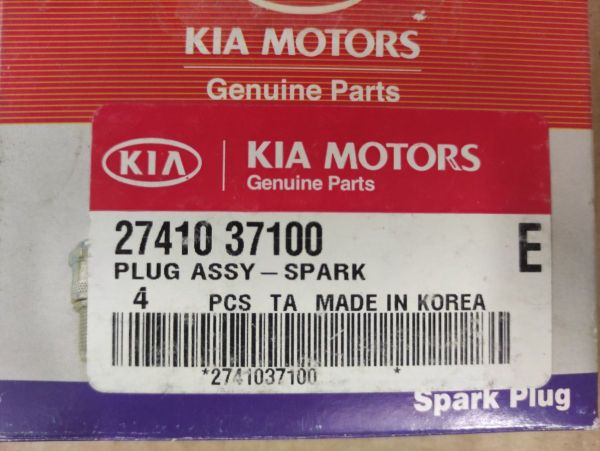 KIA MOTORS
Genuine Parts
KIA KIA MOTORS
Genuine Parts
27410 37100 E
PLUG ASSY - SPARK
4 PCS TA MADE IN KOREA
*2741037100 *
Spark Plug